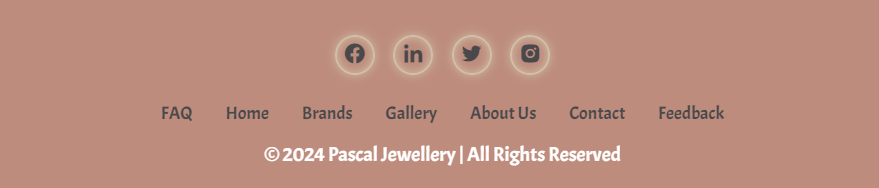 FAQ Home Brands Gallery About Us Contact Feedback
© 2024 Pascal Jewellery | All Rights Reserved